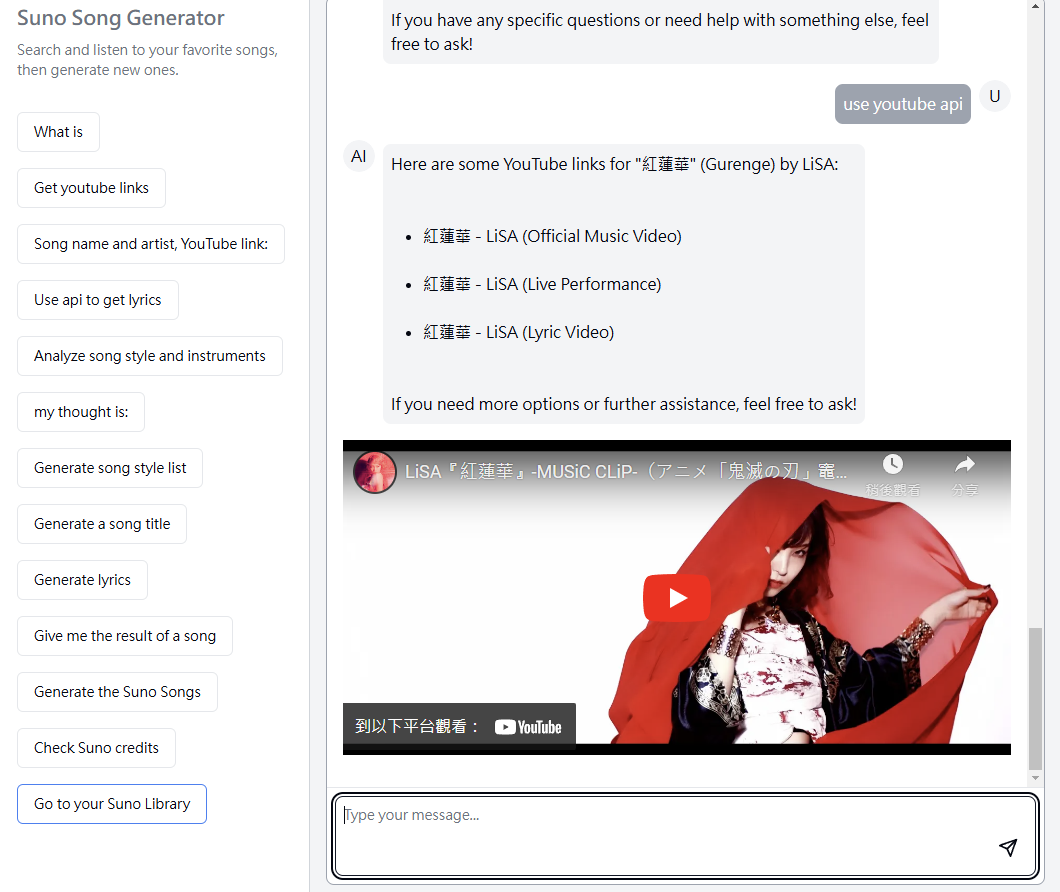 Suno Song Generator
Search and listen to your favorite songs,
then generate new ones.
What is
Get youtube links
Song name and artist, YouTube link:
Use api to get lyrics
Analyze song style and instruments
my thought is:
Generate song style list
Generate a song title
Generate lyrics
Give me the result of a song
Generate the Suno Songs
Check Suno credits
Go to your Suno Library
If you have any specific questions or need help with something else, feel
free to ask!
use youtube api
U
AI
Here are some YouTube links for "紅蓮華" (Gurenge) by LiSA:
紅蓮華 - LiSA (Official Music Video)
紅蓮華 - LiSA (Live Performance)
紅蓮華 - LiSA (Lyric Video)
If you need more options or further assistance, feel free to ask!
LiSA『紅蓮華』-MUSiC CLiP-（アニメ「鬼滅の刃」竈...
稍後觀看
分享
到以下平台觀看：
YouTube
Type your message...